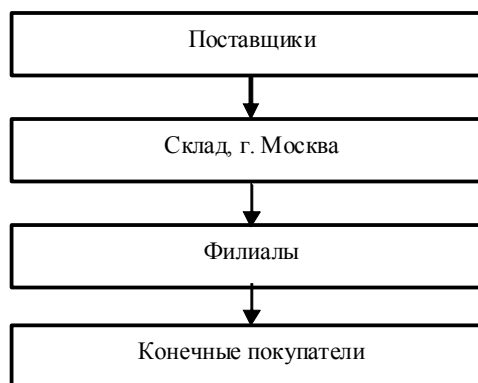 Поставщики
Склад, г. Москва
Филиалы
Конечные покупатели